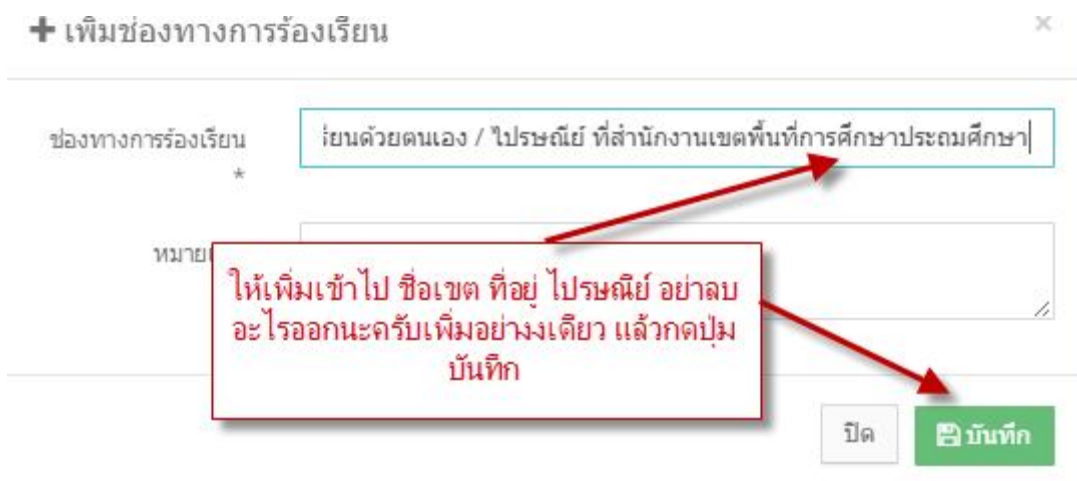 เพิ่มช่องทางการร้องเรียน
×
ช่องทางการร้องเรียน
*
รียนด้วยตนเอง / ไปรษณีย์ ที่สำนักงานเขตพื้นที่การศึกษาประถมศึกษา
หมาย
ให้เพิ่มเข้าไป ชื่อเขต ที่อยู่ ไปรษณีย์ อย่าลบ
อะไรออกนะครับเพิ่มอย่างงเดียว แล้วกดปุ่ม
บันทึก
ปิด
บันทึก